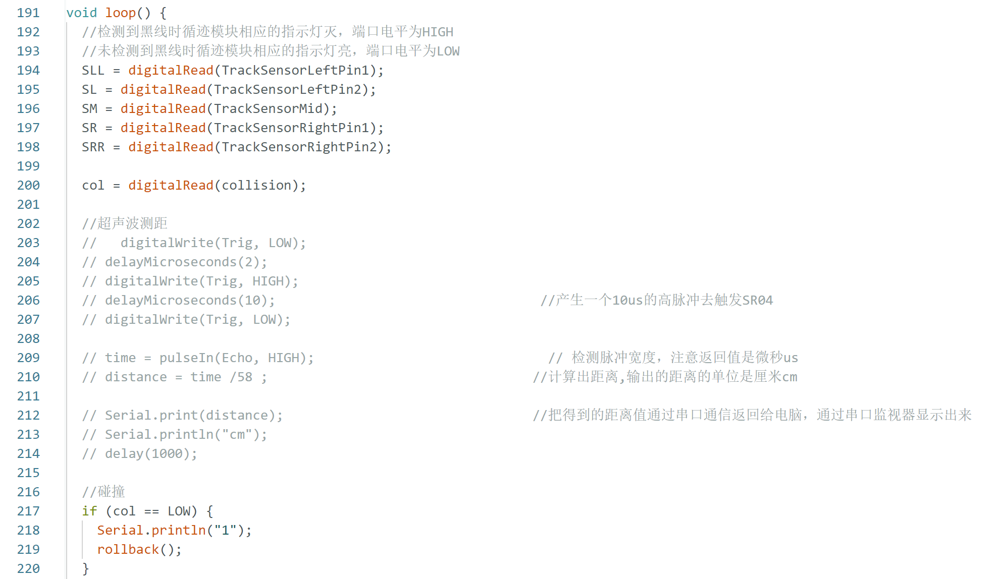 191 void loop() {
192 //检测到黑线时循迹模块相应的指示灯灭，端口电平为HIGH
193 //未检测到黑线时循迹模块相应的指示灯亮，端口电平为LOW
194 SLL = digitalRead(TrackSensorLeftPin1);
195 SL = digitalRead(TrackSensorLeftPin2);
196 SM = digitalRead(TrackSensorMid);
197 SR = digitalRead(TrackSensorRightPin1);
198 SRR = digitalRead(TrackSensorRightPin2);
199
200 col = digitalRead(collision);
201
202 //超声波测距
203 //   digitalWrite(Trig, LOW);
204 // delayMicroseconds(2);
205 // digitalWrite(Trig, HIGH);
206 // delayMicroseconds(10); //产生一个10us的高脉冲去触发SR04
207 // digitalWrite(Trig, LOW);
208
209 // time = pulseIn(Echo, HIGH); // 检测脉冲宽度，注意返回值是微秒us
210 // distance = time /58 ; //计算出距离,输出的距离的单位是厘米cm
211
212 // Serial.print(distance); //把得到的距离值通过串口通信返回给电脑，通过串口监视器显示出来
213 // Serial.println("cm");
214 // delay(1000);
215
216 //碰撞
217 if (col == LOW) {
218 Serial.println("1");
219 rollback();
220 }